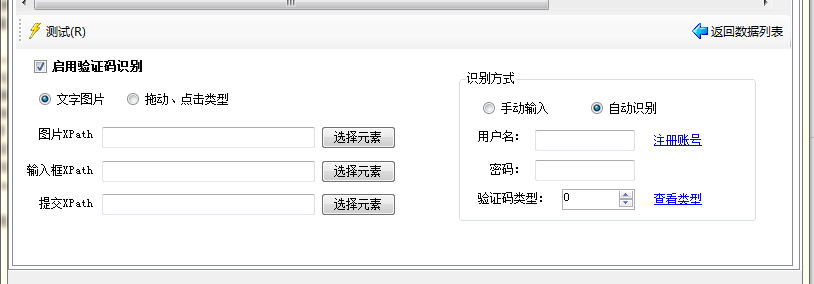 测试(R)
返回数据列表
启用验证码识别
文字图片
拖动、点击类型
图片XPath
选择元素
输入框XPath
选择元素
提交XPath
选择元素
识别方式
手动输入
自动识别
用户名：
注册账号
密码：
验证码类型：
0
查看类型